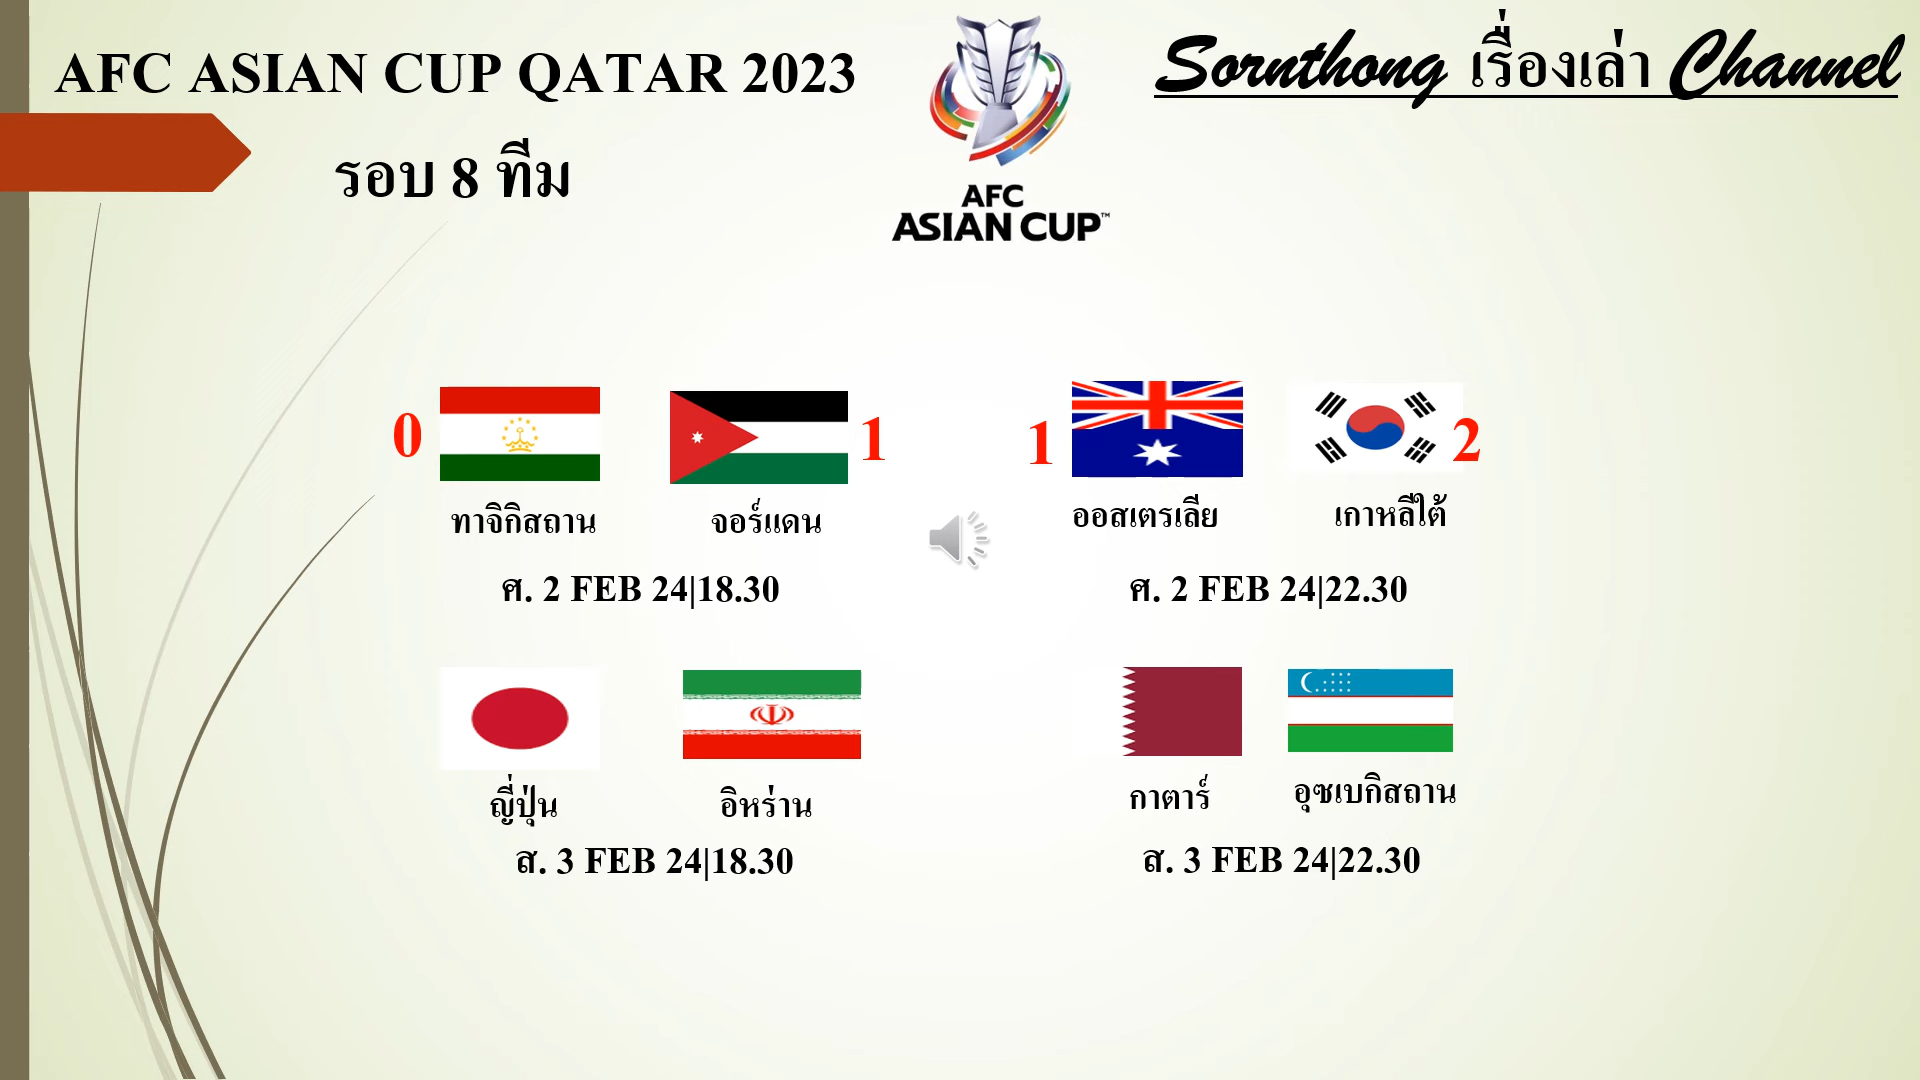 AFC ASIAN CUP QATAR 2023
รอบ 8 ทีม
AFC
ASIAN CUP™
Sornthong เรื่องเล่า Channel
0 1
ทาจิกิสถาน จอร์แดน
ศ. 2 FEB 24|18.30
1 2
ออสเตรเลีย เกาหลีใต้
ศ. 2 FEB 24|22.30
ญี่ปุ่น อิหร่าน
ส. 3 FEB 24|18.30
กาตาร์ อุซเบกิสถาน
ส. 3 FEB 24|22.30